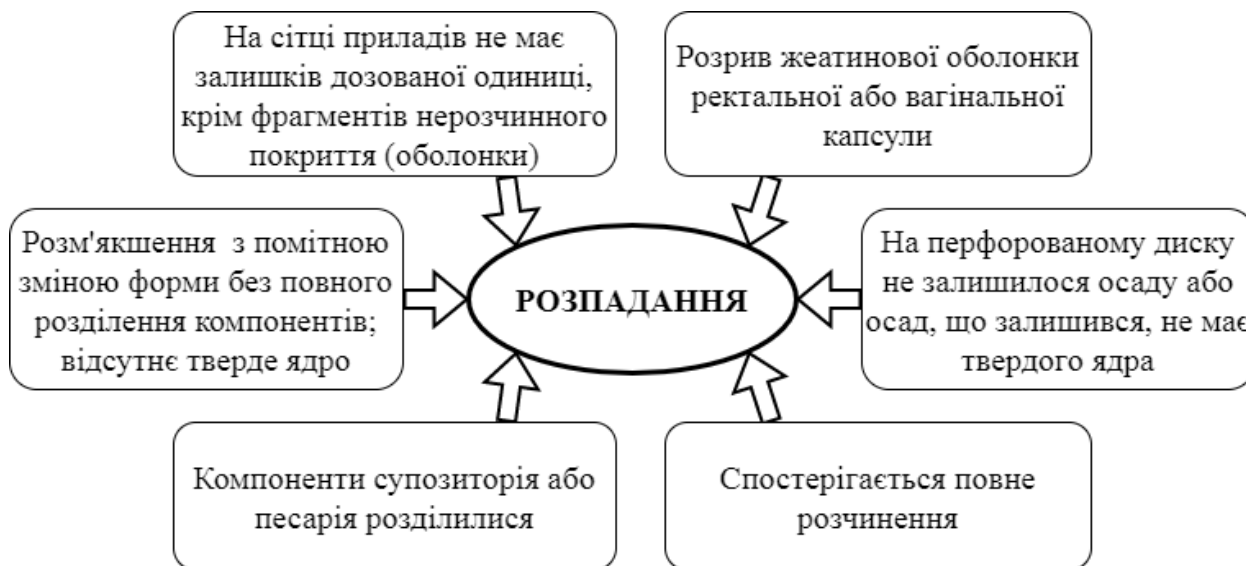 На сітці приладів не має
залишків дозованої одиниці,
крім фрагментів нерозчинного
покриття (оболонки)
Розрив жеатинової оболонки
ректальної або вагінальної
капсули
Розм'якшення з помітною
зміною форми без повного
розділення компонентів;
відсутнє тверде ядро
РОЗПАДАННЯ
На перфорованому диску
не залишилося осаду або
осад, що залишився, не має
твердого ядра
Компоненти супозиторія або
песарія розділилися
Спостерігається повне
розчинення